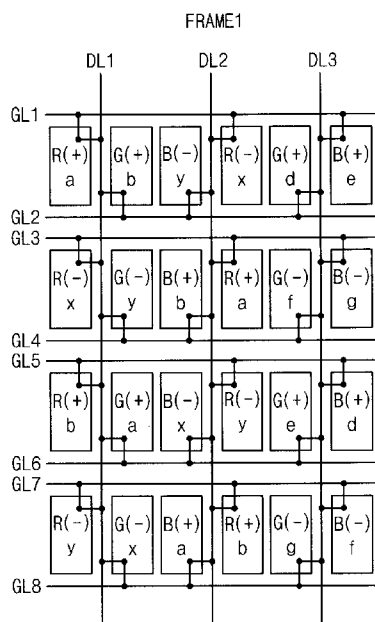 FRAME1
DL1 DL2 DL3
GL1
R(+) G(+) B(-) R(-) G(+) B(+)
a b y x d e
GL2
GL3
R(-) G(-) B(+) R(+) G(-) B(-)
x y b a f g
GL4
GL5
R(+) G(+) B(-) R(-) G(+) B(+)
b a x y e d
GL6
GL7
R(-) G(-) B(+) R(+) G(-) B(-)
y x a b g f
GL8